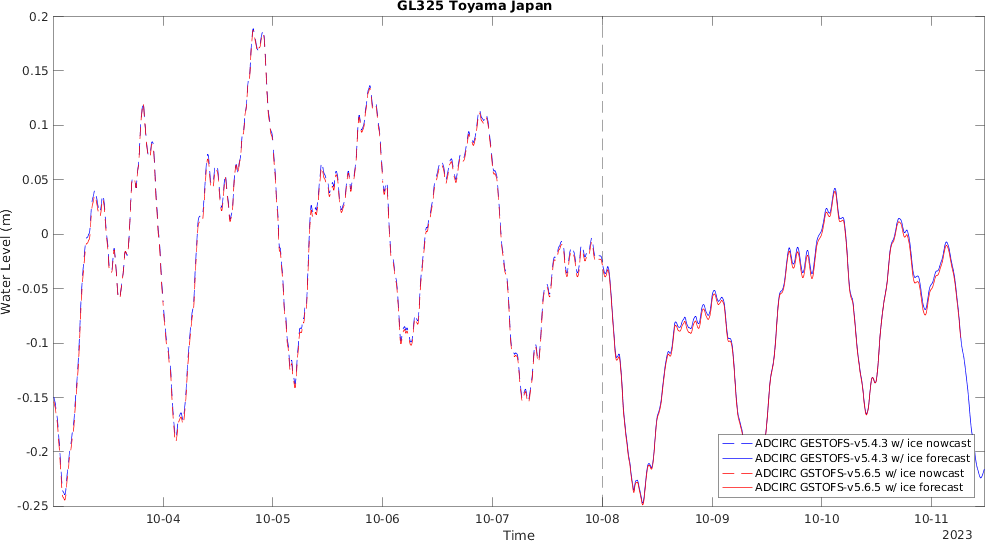 GL325 Toyama Japan
0.2
0.15
0.1
0.05
0
-0.05
-0.1
-0.15
-0.2
-0.25
Water Level (m)
10-04 10-05 10-06 10-07 10-08 10-09 10-10 10-11
Time
2023
ADCIRC GESTOFS-v5.4.3 w/ ice nowcast
ADCIRC GESTOFS-v5.4.3 w/ ice forecast
ADCIRC GSTOFS-v5.6.5 w/ ice nowcast
ADCIRC GSTOFS-v5.6.5 w/ ice forecast